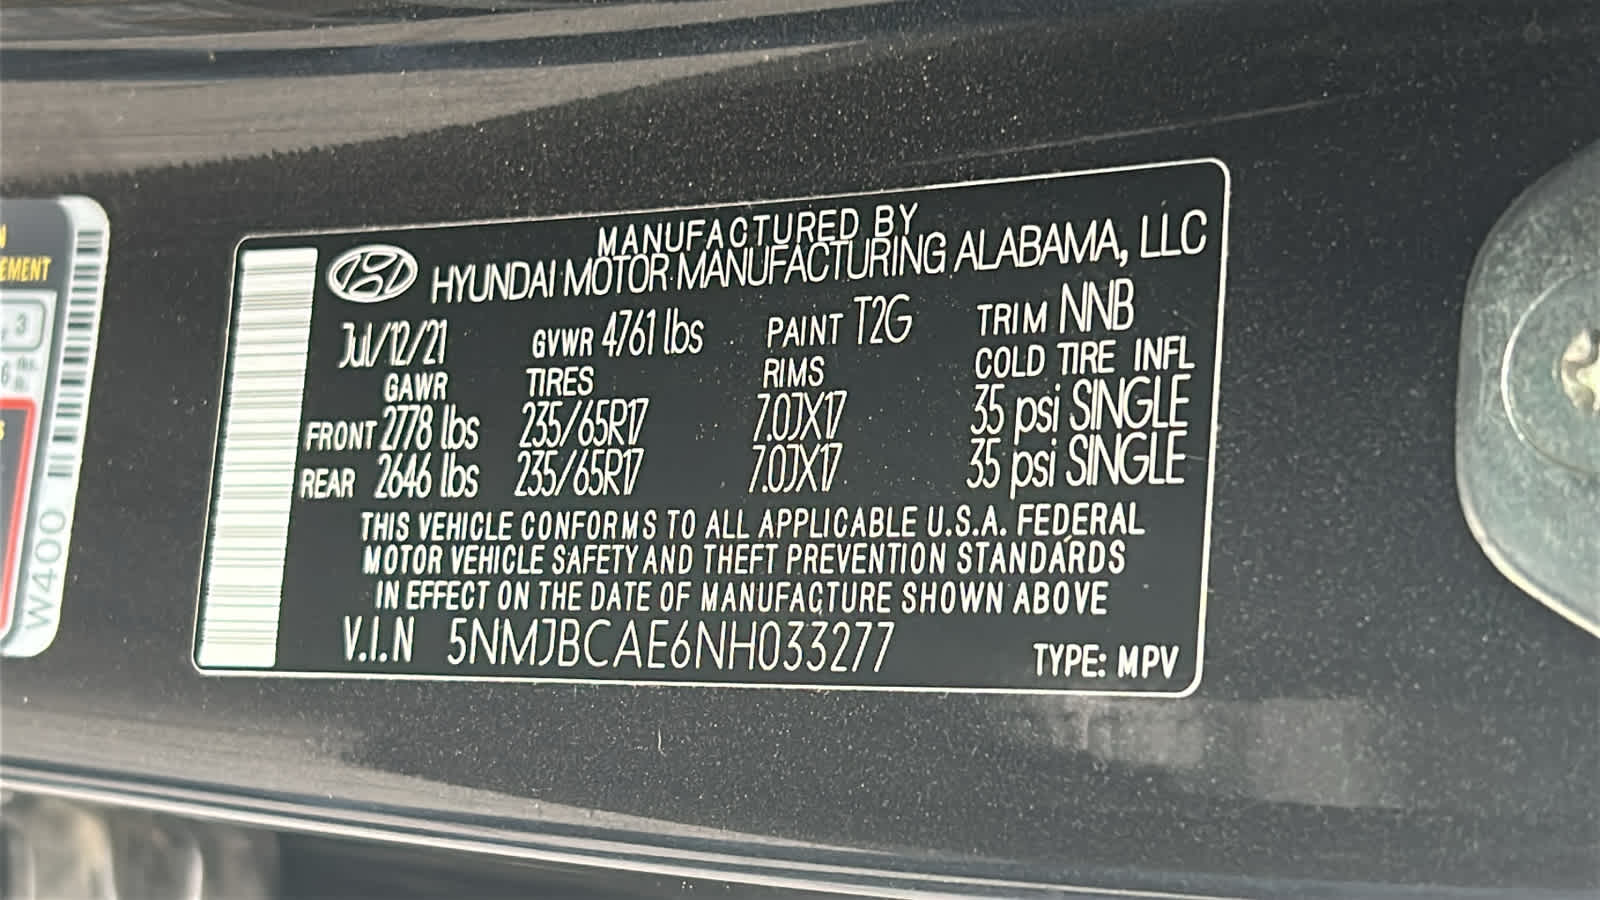 EMENT
3
6
W400
MANUFACTURED BY
HYUNDAI MOTOR MANUFACTURING ALABAMA, LLC
Jul/12/21 GVWR 4761 lbs PAINT T2G TRIM NNB
GAWR TIRES RIMS COLD TIRE INFL
FRONT 2778 lbs 235/65R17 7.0JX17 35 psi SINGLE
REAR 2646 lbs 235/65R17 7.0JX17 35 psi SINGLE
THIS VEHICLE CONFORMS TO ALL APPLICABLE U.S.A. FEDERAL
MOTOR VEHICLE SAFETY AND THEFT PREVENTION STANDARDS
IN EFFECT ON THE DATE OF MANUFACTURE SHOWN ABOVE
V.I.N 5NMJBCAE6NH033277 TYPE: MPV